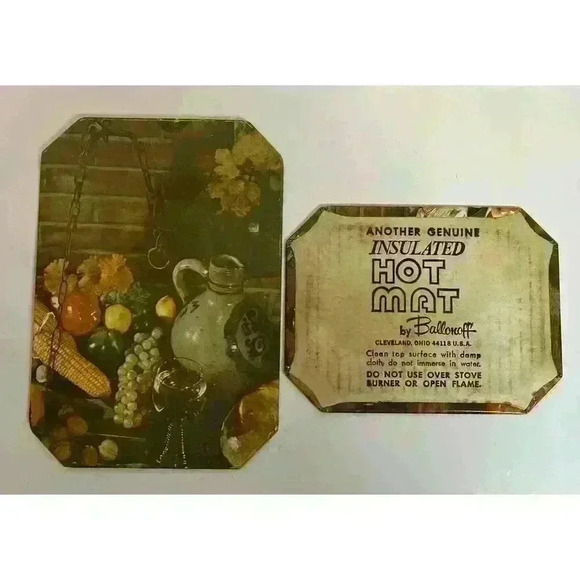 ANOTHER GENUINE
INSULATED
HOT
MAT
by Ballonoff
CLEVELAND, OHIO 44118 U.S.A.
Clean top surface with damp
cloth; do not immerse in water.
DO NOT USE OVER STOVE
BURNER OR OPEN FLAME.